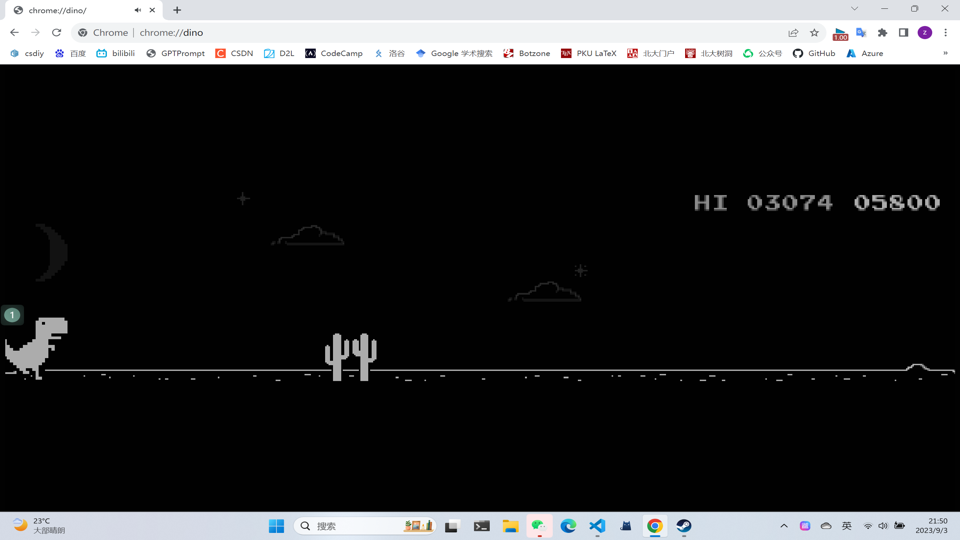 chrome://dino/
Chrome | chrome://dino
1.00
z
csdiy 百度 bilibili GPTPrompt CSDN D2L CodeCamp 洛谷 Google 学术搜索 Botzone PKU LaTeX 北大门户 北大树洞 公众号 GitHub Azure »
HI 03074 05800
1
23°C
大部晴朗
搜索
英
21:50
2023/9/3